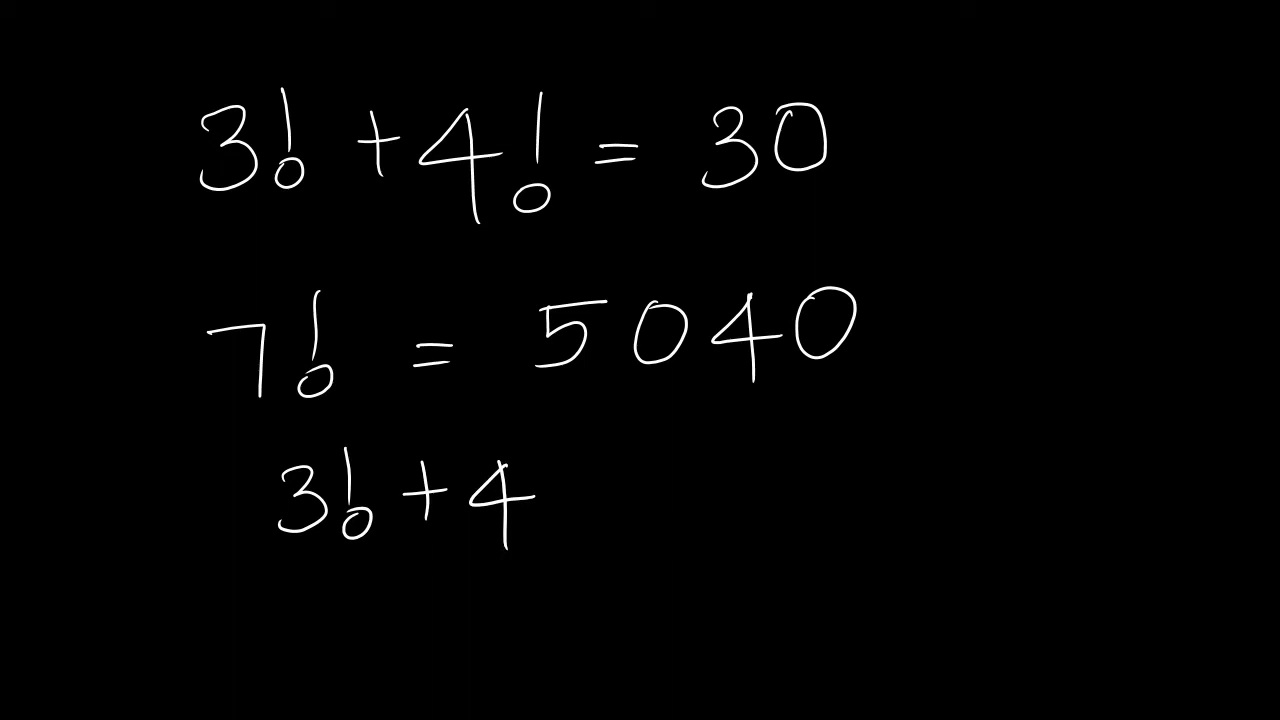 3! + 4! = 30
7! = 5040
3! + 4